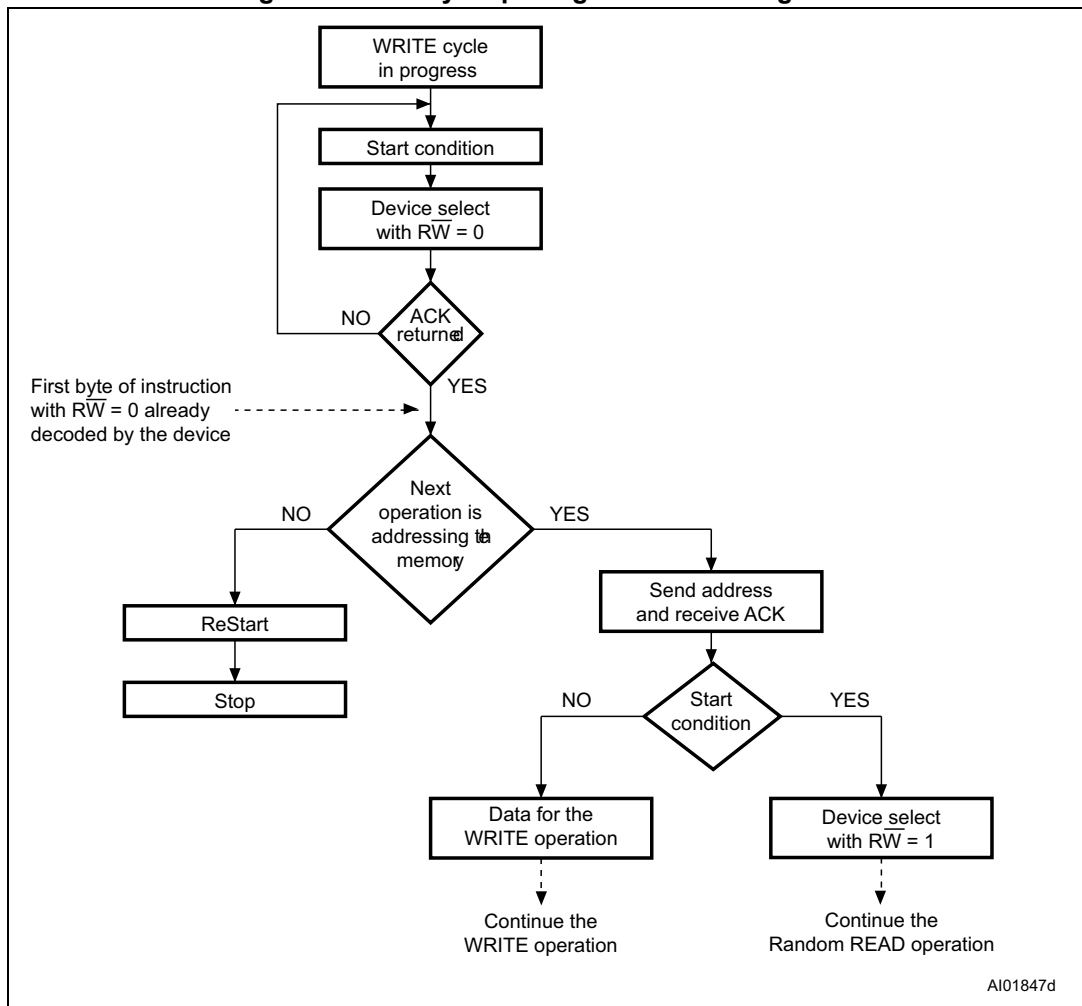 WRITE cycle
in progress
Start condition
Device select
with RW̅ = 0
ACK
returned
NO
YES
First byte of instruction
with RW̅ = 0 already
decoded by the device
Next
operation is
addressing the
memory
NO
YES
Send address
and receive ACK
ReStart
Stop
Start
condition
NO
YES
Data for the
WRITE operation
Device select
with RW̅ = 1
Continue the
WRITE operation
Continue the
Random READ operation
AI01847d